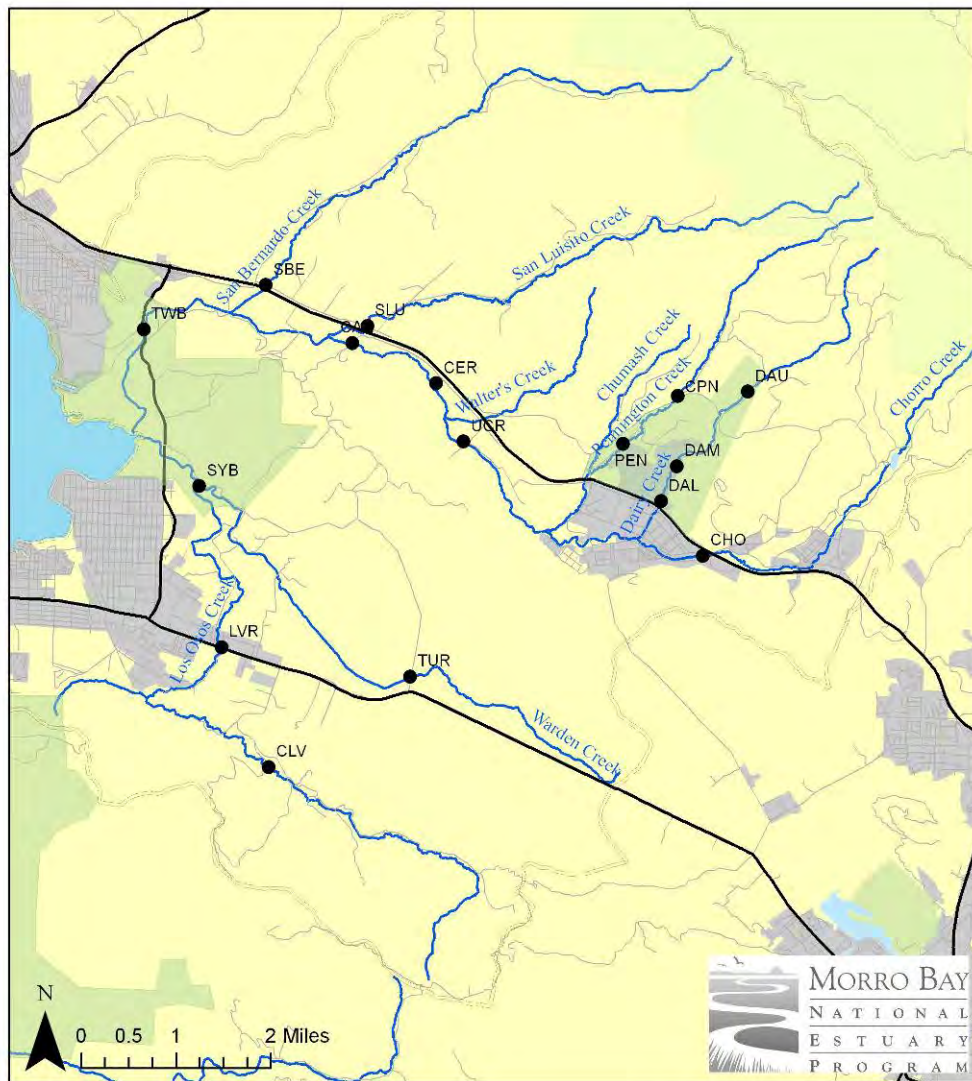 San Bernardo Creek
SBE
San Luisito Creek
TWB
SLU
CER
Walter's Creek
Chumash Creek
Pennington Creek
CPN
DAU
Chorro Creek
UCR
PEN
DAM
SYB
DAL
Dairy Creek
CHO
Los Osos Creek
LVR
TUR
Warden Creek
CLV
N
0 0.5 1 2 Miles
MORRO BAY
NATIONAL
ESTUARY
PROGRAM